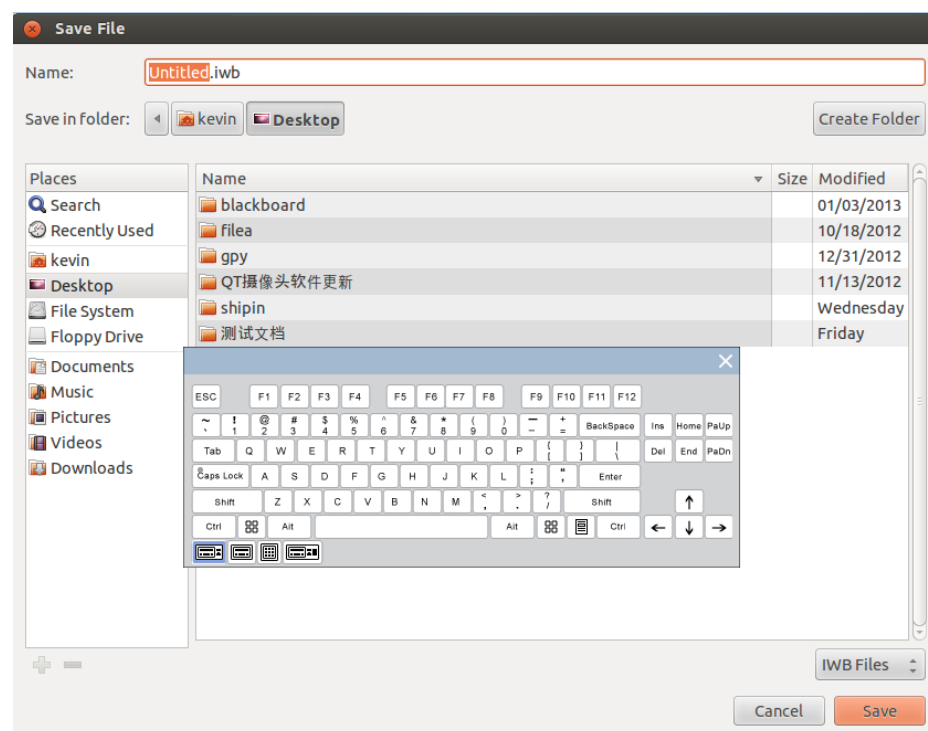 Save File
Name: Untitled.iwb
Save in folder: kevin Desktop Create Folder
Places Name Size Modified
Search blackboard 01/03/2013
Recently Used filea 10/18/2012
kevin gpy 12/31/2012
Desktop QT摄像头软件更新 11/13/2012
File System shipin Wednesday
Floppy Drive 测试文档 Friday
Documents
Music
Pictures
Videos
Downloads
ESC F1 F2 F3 F4 F5 F6 F7 F8 F9 F10 F11 F12
~ ! @ # $ % ^ & * ( ) — +
` 1 2 3 4 5 6 7 8 9 0 - = BackSpace Ins Home PaUp
Tab Q W E R T Y U I O P { [ } ] | \ Del End PaDn
Caps Lock A S D F G H J K L : ; " ' Enter
Shift Z X C V B N M < , > . ? / Shift ↑
Ctrl Alt Alt Ctrl ← ↓ →
IWB Files
Cancel Save